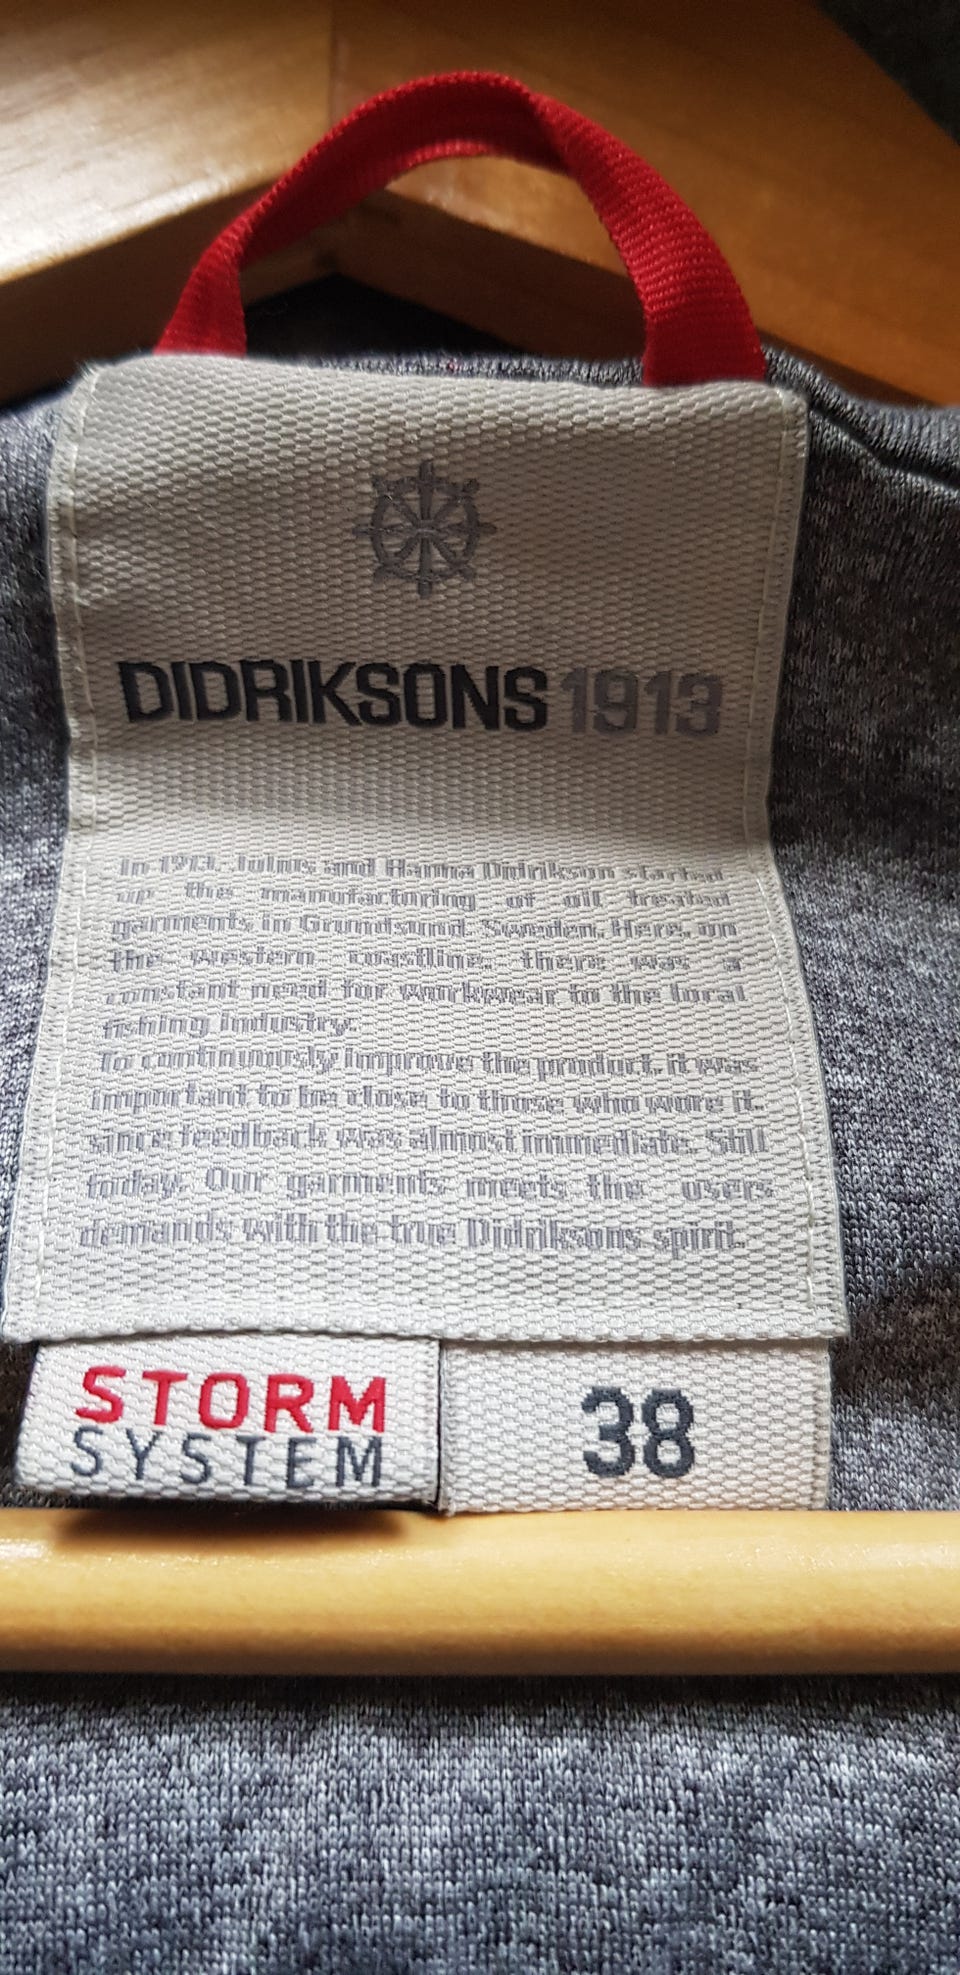 DIDRIKSONS 1913
In 1913, Julius and Hanna Didrikson started
up the manufactoring of oil treated
garments in Grundsund, Sweden. Here, on
the western coastline, there was a
constant need for workwear to the local
fishing industry.
To continuously improve the product, it was
important to be close to those who wore it,
since feedback was almost immediate. Still
today. Our garments meets the users
demands with the true Didriksons spirit.
STORM
SYSTEM
38